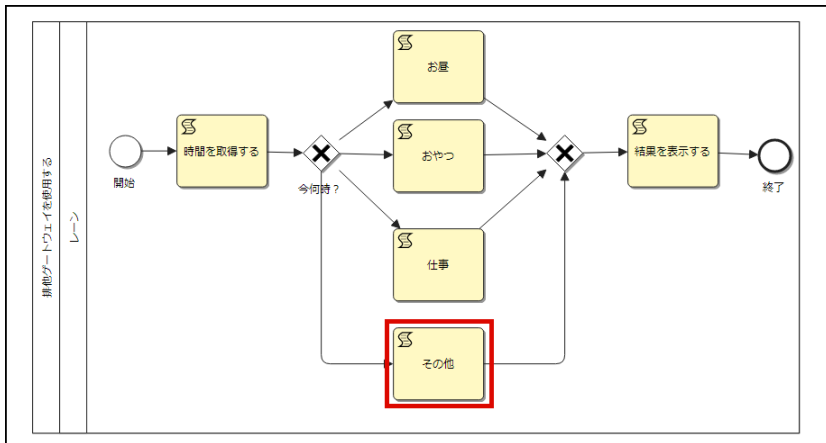 排他ゲートウェイを使用する
レーン
開始
時間を取得する
今何時？
お昼
おやつ
仕事
その他
結果を表示する
終了